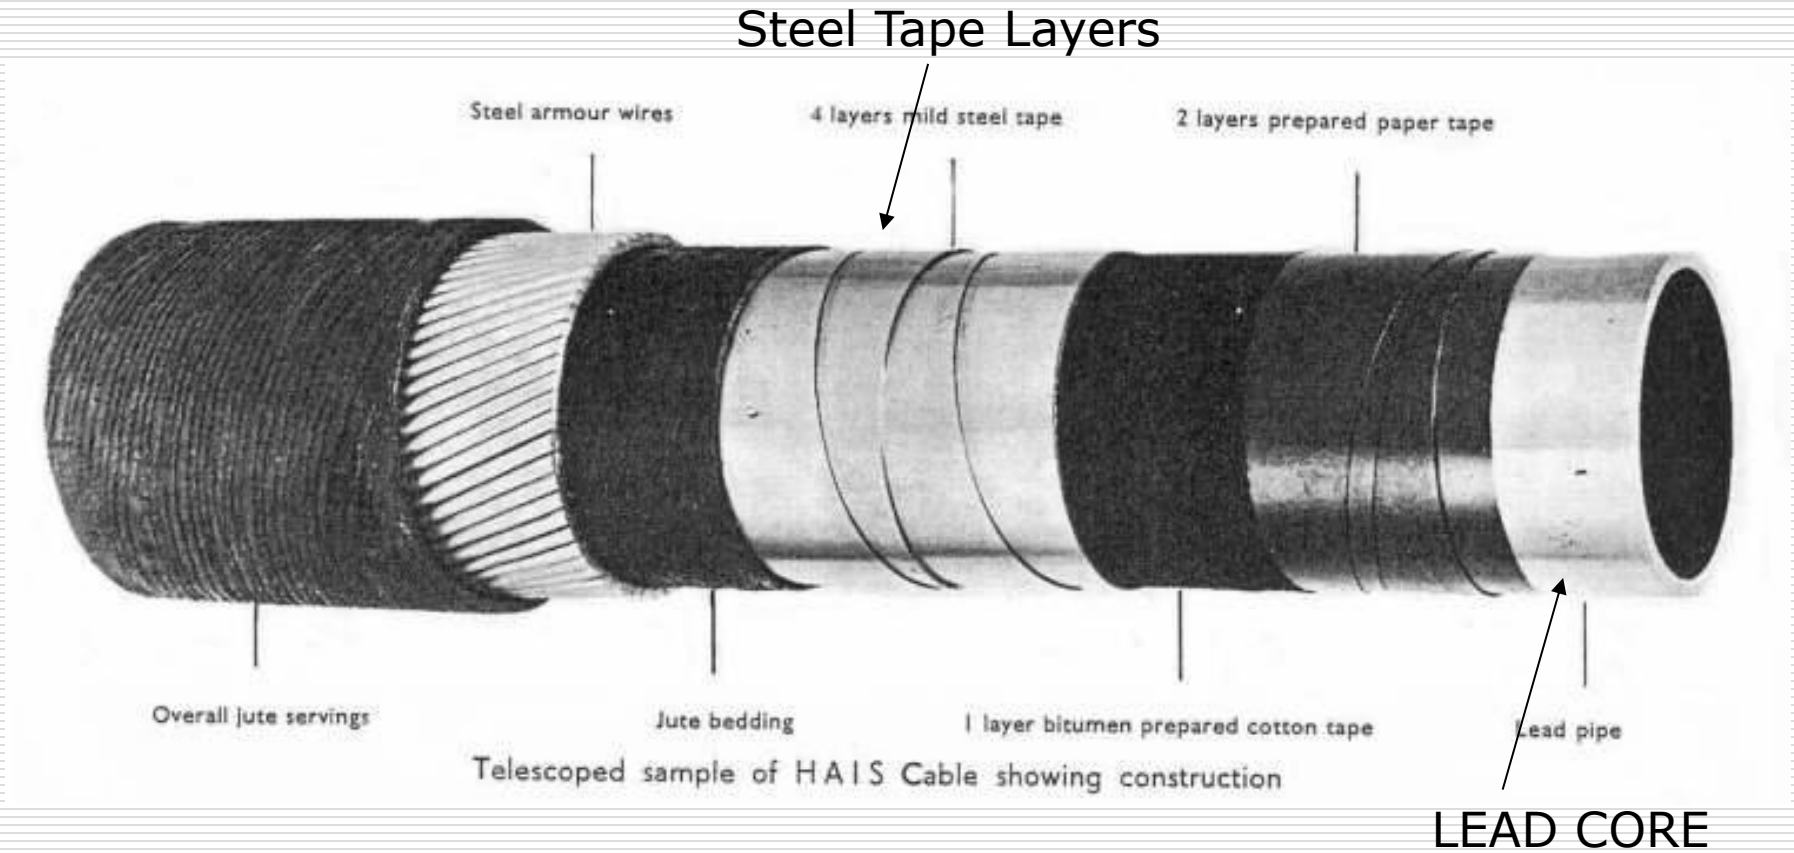 Steel Tape Layers
Steel armour wires
4 layers mild steel tape
2 layers prepared paper tape
Overall jute servings
Jute bedding
1 layer bitumen prepared cotton tape
Lead pipe
Telescoped sample of HAIS Cable showing construction
LEAD CORE